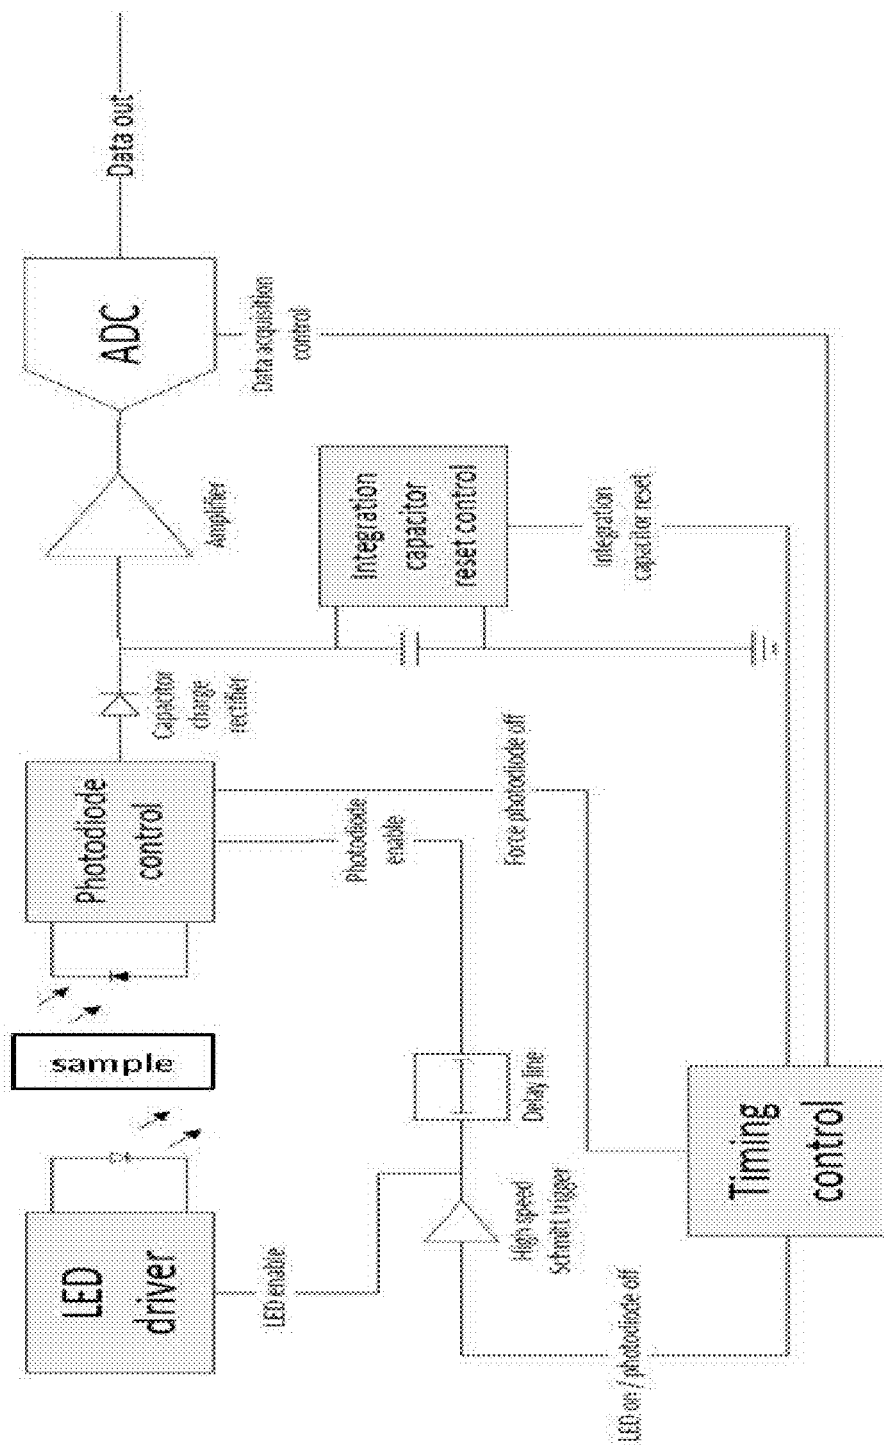 LED
driver
sample
Photodiode
control
Capacitor
charge
rectifier
Amplifier
ADC
Data out
Data acquisition
control
Integration
capacitor
reset control
Integration
capacitor reset
LED enable
Photodiode
enable
Force photodiode off
High speed
Schmitt trigger
Delay line
LED on / photodiode off
Timing
control